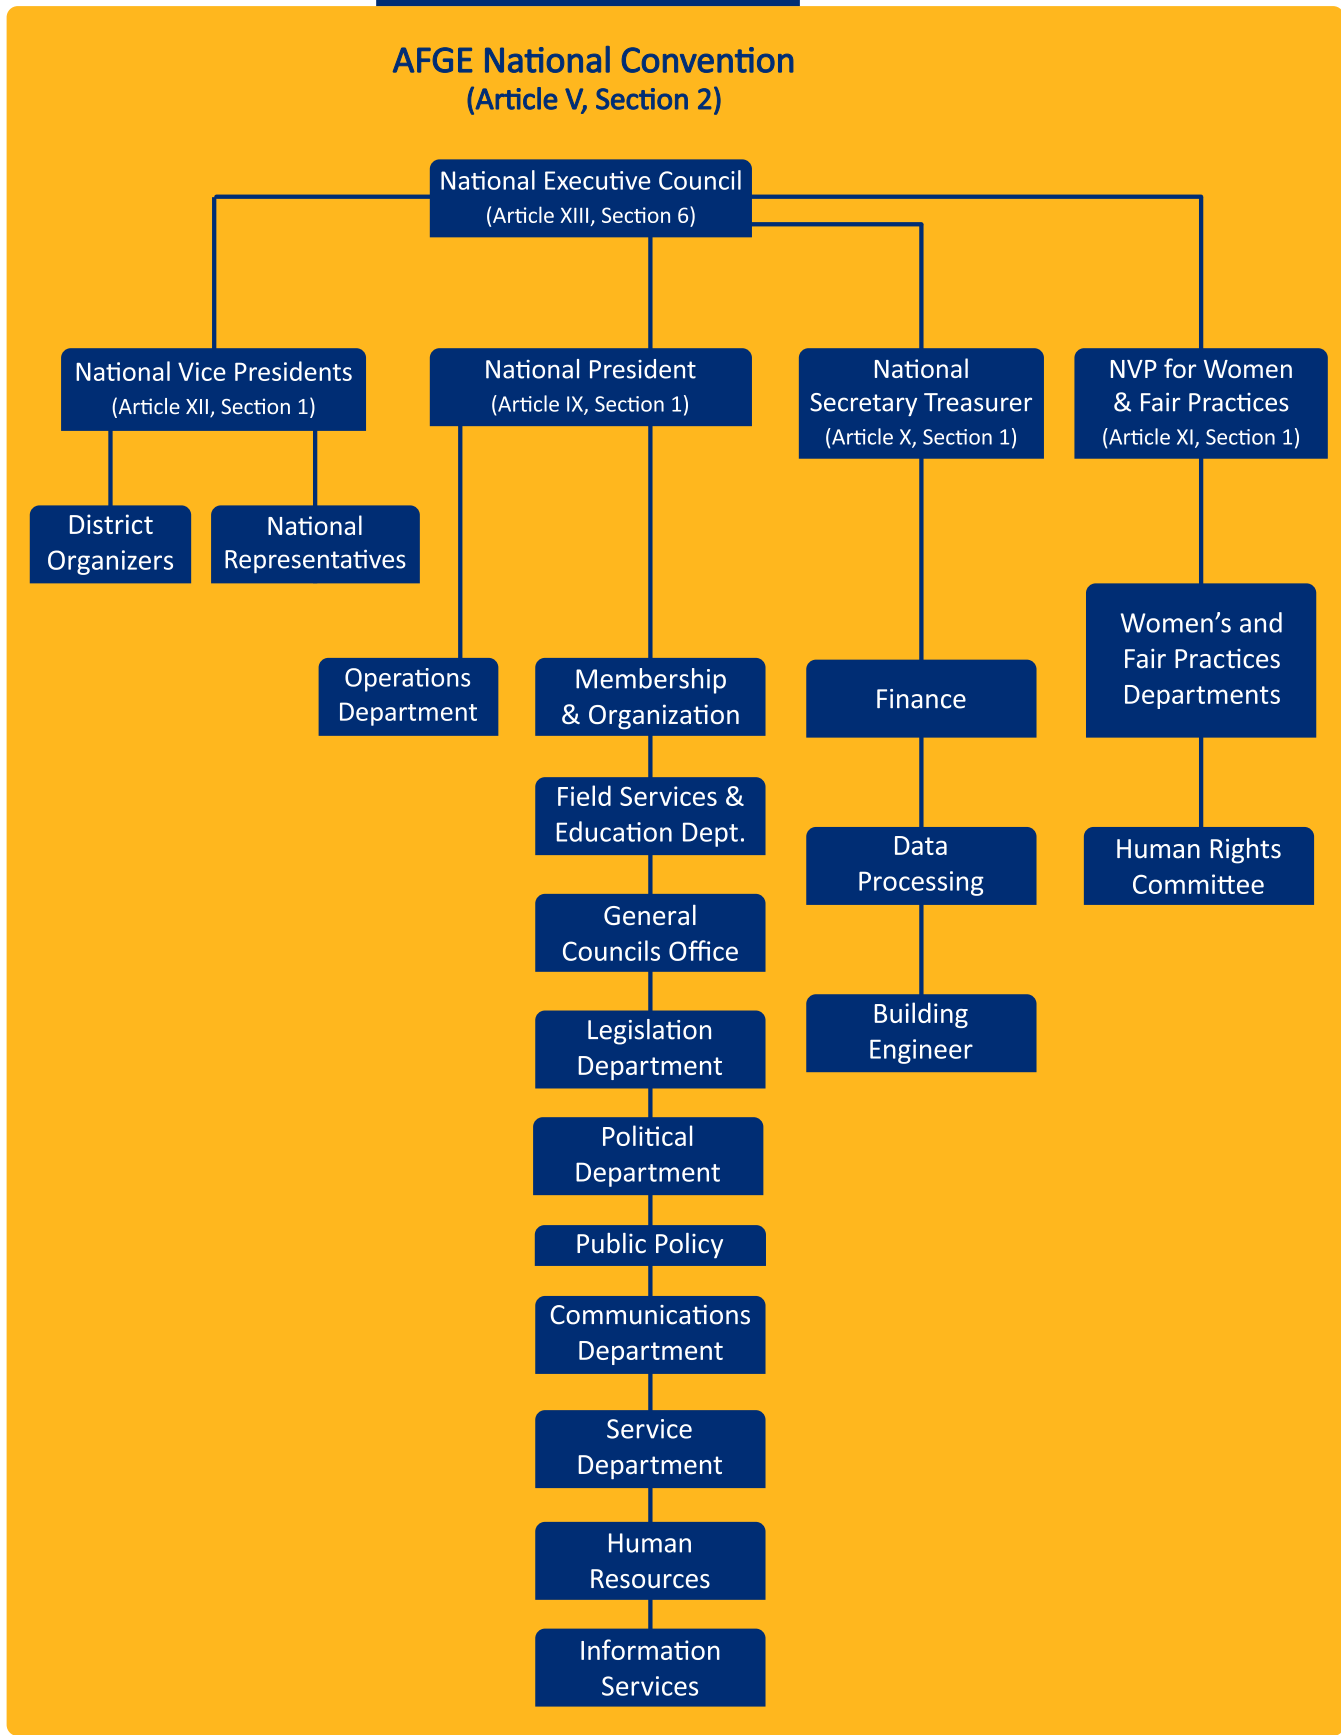 AFGE National Convention
(Article V, Section 2)
National Executive Council
(Article XIII, Section 6)
National Vice Presidents
(Article XII, Section 1)
National President
(Article IX, Section 1)
National
Secretary Treasurer
(Article X, Section 1)
NVP for Women
& Fair Practices
(Article XI, Section 1)
District
Organizers
National
Representatives
Operations
Department
Membership
& Organization
Field Services &
Education Dept.
General
Councils Office
Legislation
Department
Political
Department
Public Policy
Communications
Department
Service
Department
Human
Resources
Information
Services
Finance
Data
Processing
Building
Engineer
Women’s and
Fair Practices
Departments
Human Rights
Committee